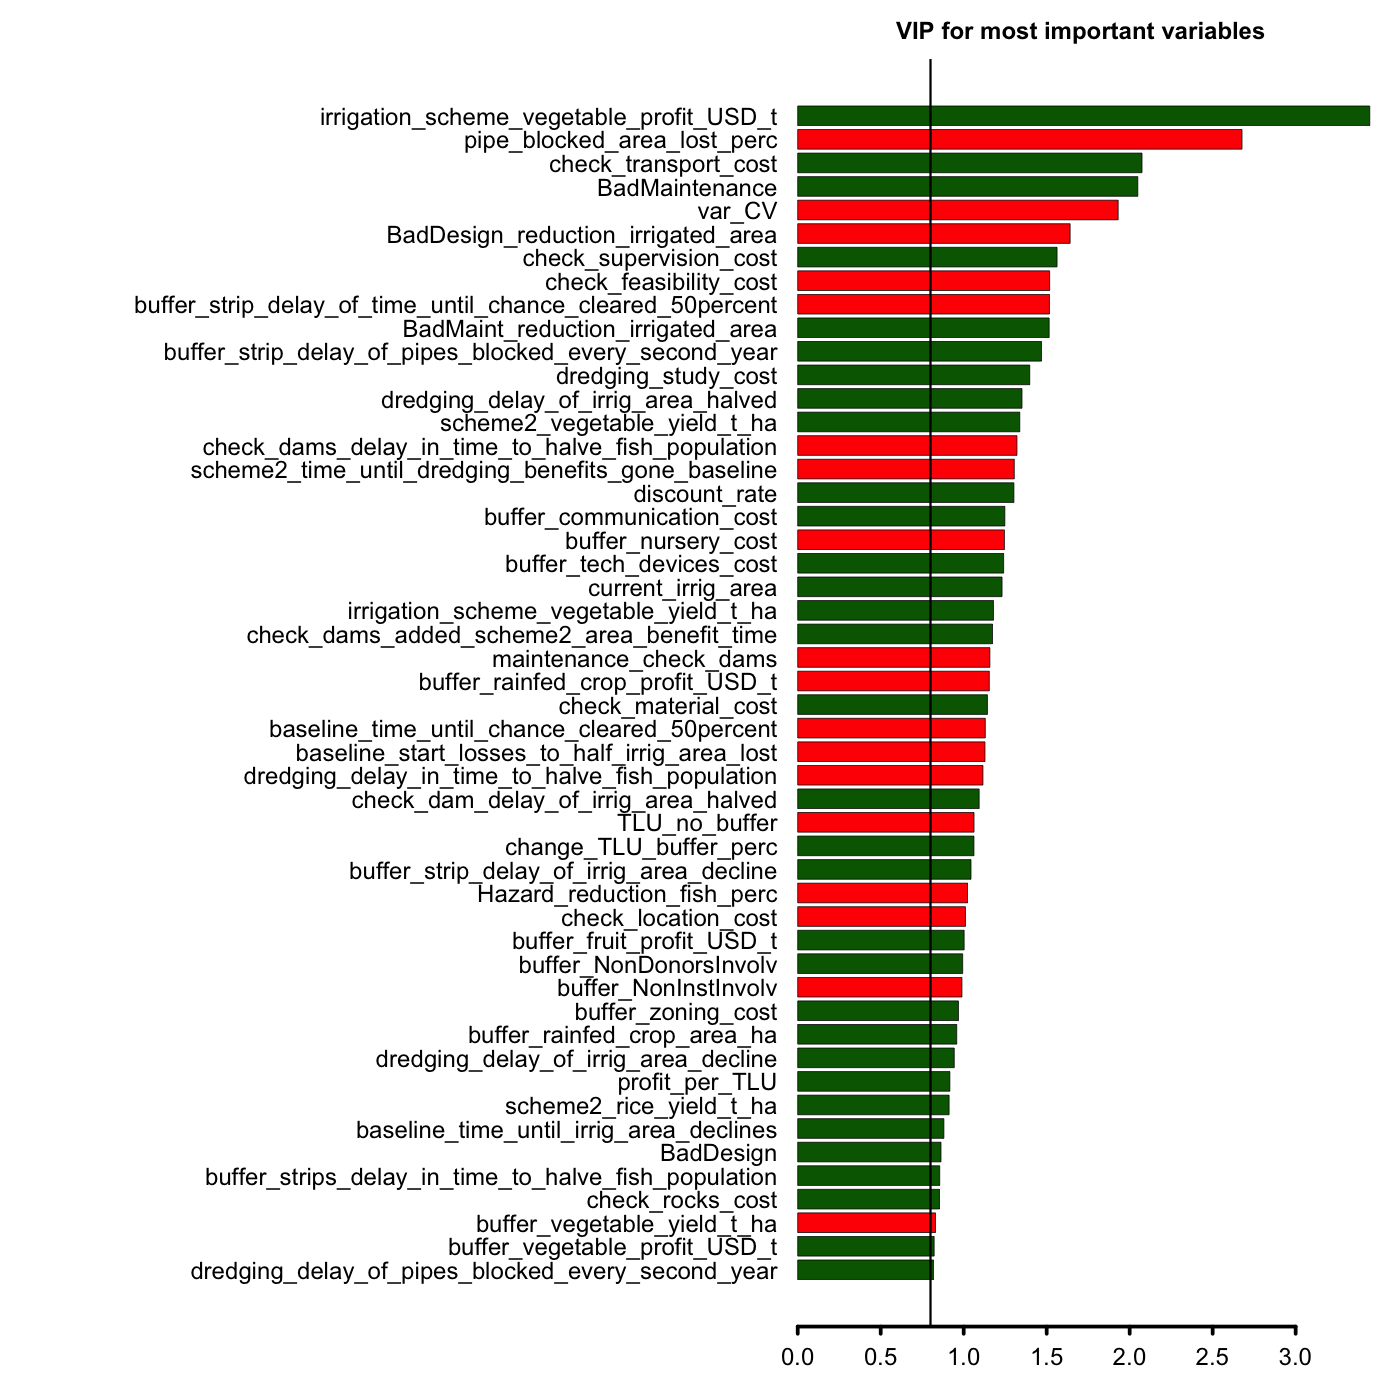 VIP for most important variables
irrigation_scheme_vegetable_profit_USD_t
pipe_blocked_area_lost_perc
check_transport_cost
BadMaintenance
var_CV
BadDesign_reduction_irrigated_area
check_supervision_cost
check_feasibility_cost
buffer_strip_delay_of_time_until_chance_cleared_50percent
BadMaint_reduction_irrigated_area
buffer_strip_delay_of_pipes_blocked_every_second_year
dredging_study_cost
dredging_delay_of_irrig_area_halved
scheme2_vegetable_yield_t_ha
check_dams_delay_in_time_to_halve_fish_population
scheme2_time_until_dredging_benefits_gone_baseline
discount_rate
buffer_communication_cost
buffer_nursery_cost
buffer_tech_devices_cost
current_irrig_area
irrigation_scheme_vegetable_yield_t_ha
check_dams_added_scheme2_area_benefit_time
maintenance_check_dams
buffer_rainfed_crop_profit_USD_t
check_material_cost
baseline_time_until_chance_cleared_50percent
baseline_start_losses_to_half_irrig_area_lost
dredging_delay_in_time_to_halve_fish_population
check_dam_delay_of_irrig_area_halved
TLU_no_buffer
change_TLU_buffer_perc
buffer_strip_delay_of_irrig_area_decline
Hazard_reduction_fish_perc
check_location_cost
buffer_fruit_profit_USD_t
buffer_NonDonorsInvolv
buffer_NonInstInvolv
buffer_zoning_cost
buffer_rainfed_crop_area_ha
dredging_delay_of_irrig_area_decline
profit_per_TLU
scheme2_rice_yield_t_ha
baseline_time_until_irrig_area_declines
BadDesign
buffer_strips_delay_in_time_to_halve_fish_population
check_rocks_cost
buffer_vegetable_yield_t_ha
buffer_vegetable_profit_USD_t
dredging_delay_of_pipes_blocked_every_second_year
0.0 0.5 1.0 1.5 2.0 2.5 3.0